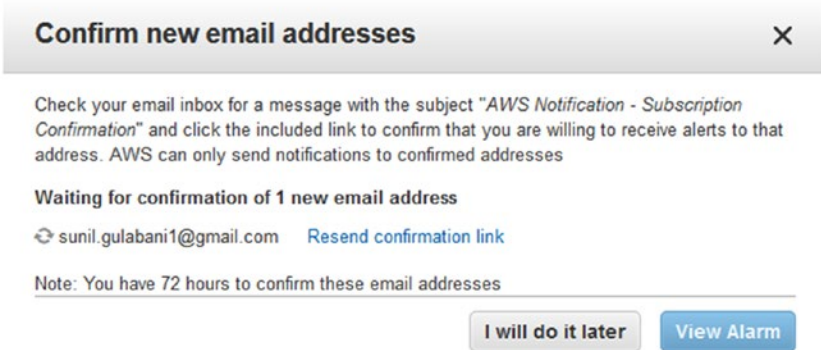 Confirm new email addresses
Check your email inbox for a message with the subject "AWS Notification - Subscription
Confirmation" and click the included link to confirm that you are willing to receive alerts to that
address. AWS can only send notifications to confirmed addresses
Waiting for confirmation of 1 new email address
sunil.gulabani1@gmail.com Resend confirmation link
Note: You have 72 hours to confirm these email addresses
I will do it later View Alarm